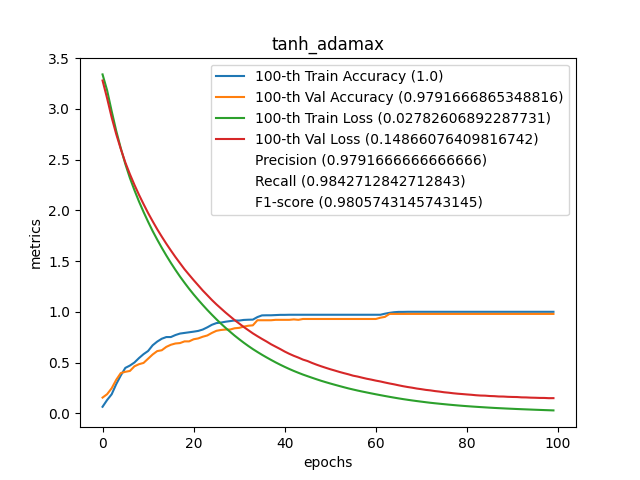 tanh_adamax
3.5
3.0
2.5
2.0
1.5
1.0
0.5
0.0
metrics
100-th Train Accuracy (1.0)
100-th Val Accuracy (0.9791666865348816)
100-th Train Loss (0.02782606892287731)
100-th Val Loss (0.14866076409816742)
Precision (0.9791666666666666)
Recall (0.9842712842712843)
F1-score (0.9805743145743145)
0 20 40 60 80 100
epochs